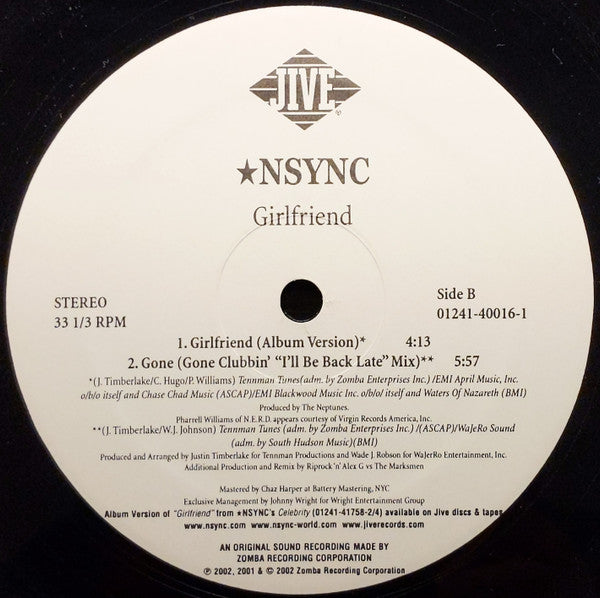 JIVE
®
★NSYNC
Girlfriend
STEREO
33 1/3 RPM
Side B
01241-40016-1
1. Girlfriend (Album Version)* 4:13
2. Gone (Gone Clubbin' "I'll Be Back Late" Mix)** 5:57
*(J. Timberlake/C. Hugo/P. Williams) Tennman Tunes(adm. by Zomba Enterprises Inc.) /EMI April Music, Inc.
o/b/o itself and Chase Chad Music (ASCAP)/EMI Blackwood Music Inc. o/b/o/ itself and Waters Of Nazareth (BMI)
Produced by The Neptunes.
Pharrell Williams of N.E.R.D. appears courtesy of Virgin Records America, Inc.
**(J. Timberlake/W.J. Johnson) Tennman Tunes (adm. by Zomba Enterprises Inc.) /(ASCAP)/WaJeRo Sound
(adm. by South Hudson Music)(BMI)
Produced and Arranged by Justin Timberlake for Tennman Productions and Wade J. Robson for WaJerRo Entertainment, Inc.
Additional Production and Remix by Riprock 'n' Alex G vs The Marksmen
Mastered by Chaz Harper at Battery Mastering, NYC
Exclusive Management by Johnny Wright for Wright Entertainment Group
Album Version of "Girlfriend" from ★NSYNC's Celebrity (01241-41758-2/4) available on Jive discs & tapes
www.nsync.com www.nsync-world.com www.jiverecords.com
AN ORIGINAL SOUND RECORDING MADE BY
ZOMBA RECORDING CORPORATION
℗ 2002, 2001 & © 2002 Zomba Recording Corporation